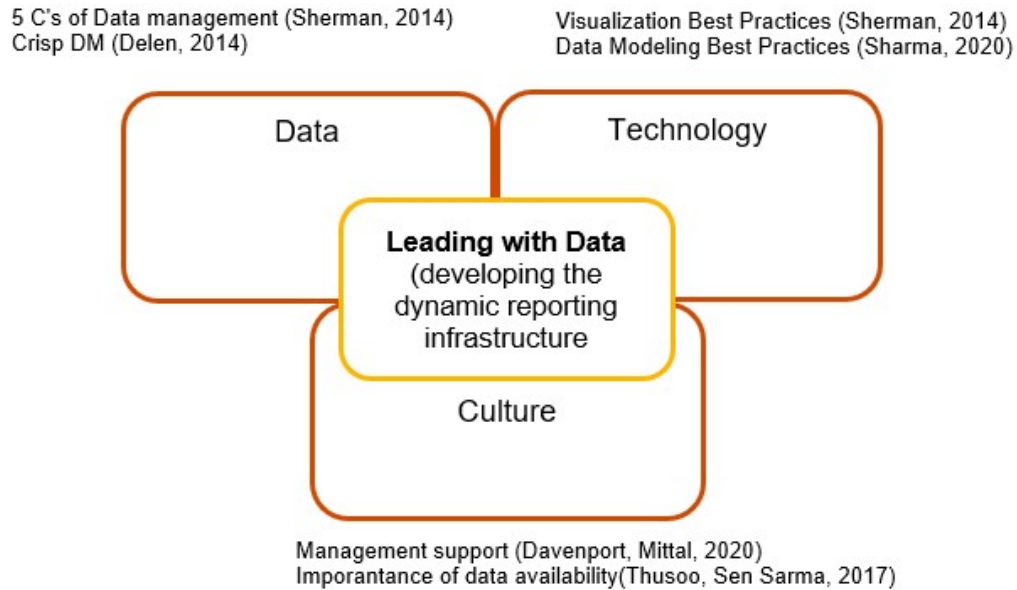 5 C's of Data management (Sherman, 2014)
Crisp DM (Delen, 2014)
Visualization Best Practices (Sherman, 2014)
Data Modeling Best Practices (Sharma, 2020)
Data
Technology
Leading with Data
(developing the
dynamic reporting
infrastructure
Culture
Management support (Davenport, Mittal, 2020)
Imporantance of data availability(Thusoo, Sen Sarma, 2017)